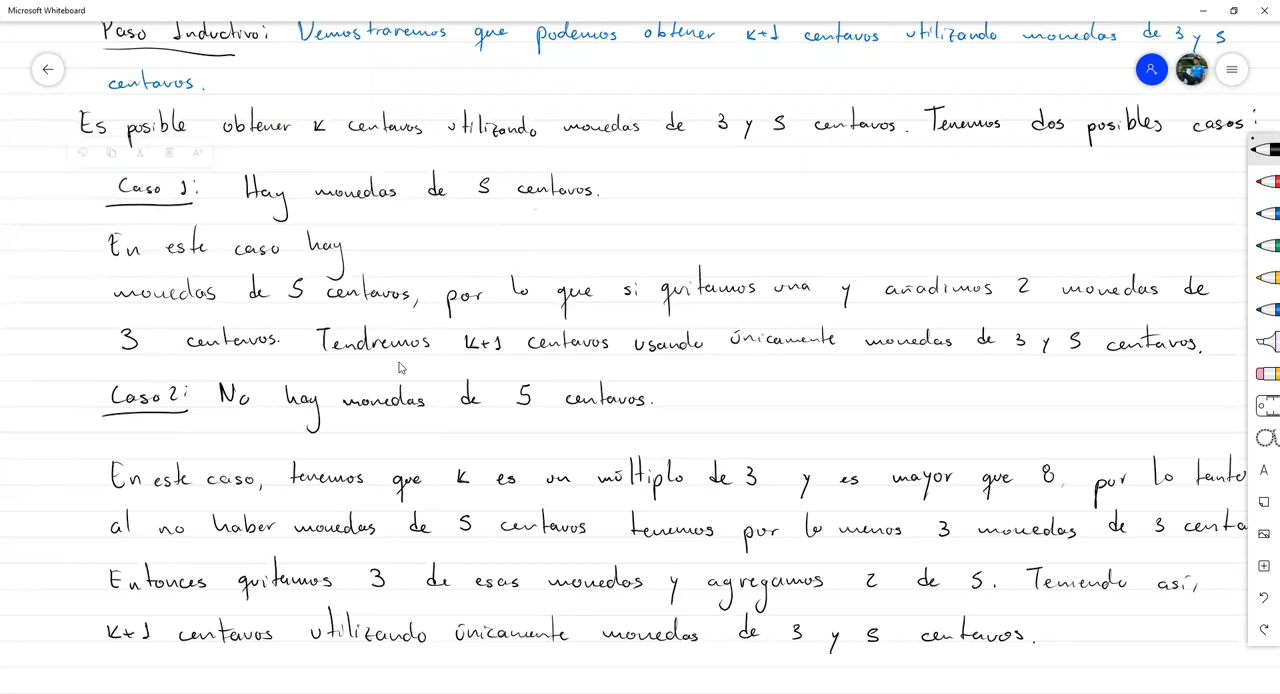 Microsoft Whiteboard
Paso Inductivo: Demostraremos que podemos obtener k+1 centavos utilizando monedas de 3 y 5
centavos.
Es posible obtener k centavos utilizando monedas de 3 y 5 centavos. Tenemos dos posibles casos:
Caso 1: Hay monedas de 5 centavos.
En este caso hay
monedas de 5 centavos, por lo que si quitamos una y añadimos 2 monedas de
3 centavos. Tendremos k+1 centavos usando únicamente monedas de 3 y 5 centavos.
Caso 2: No hay monedas de 5 centavos.
En este caso, tenemos que k es un múltiplo de 3 y es mayor que 8, por lo tanto
al no haber monedas de 5 centavos tenemos por lo menos 3 monedas de 3 centa
Entonces quitamos 3 de esas monedas y agregamos 2 de 5. Teniendo así,
k+1 centavos utilizando únicamente monedas de 3 y 5 centavos.